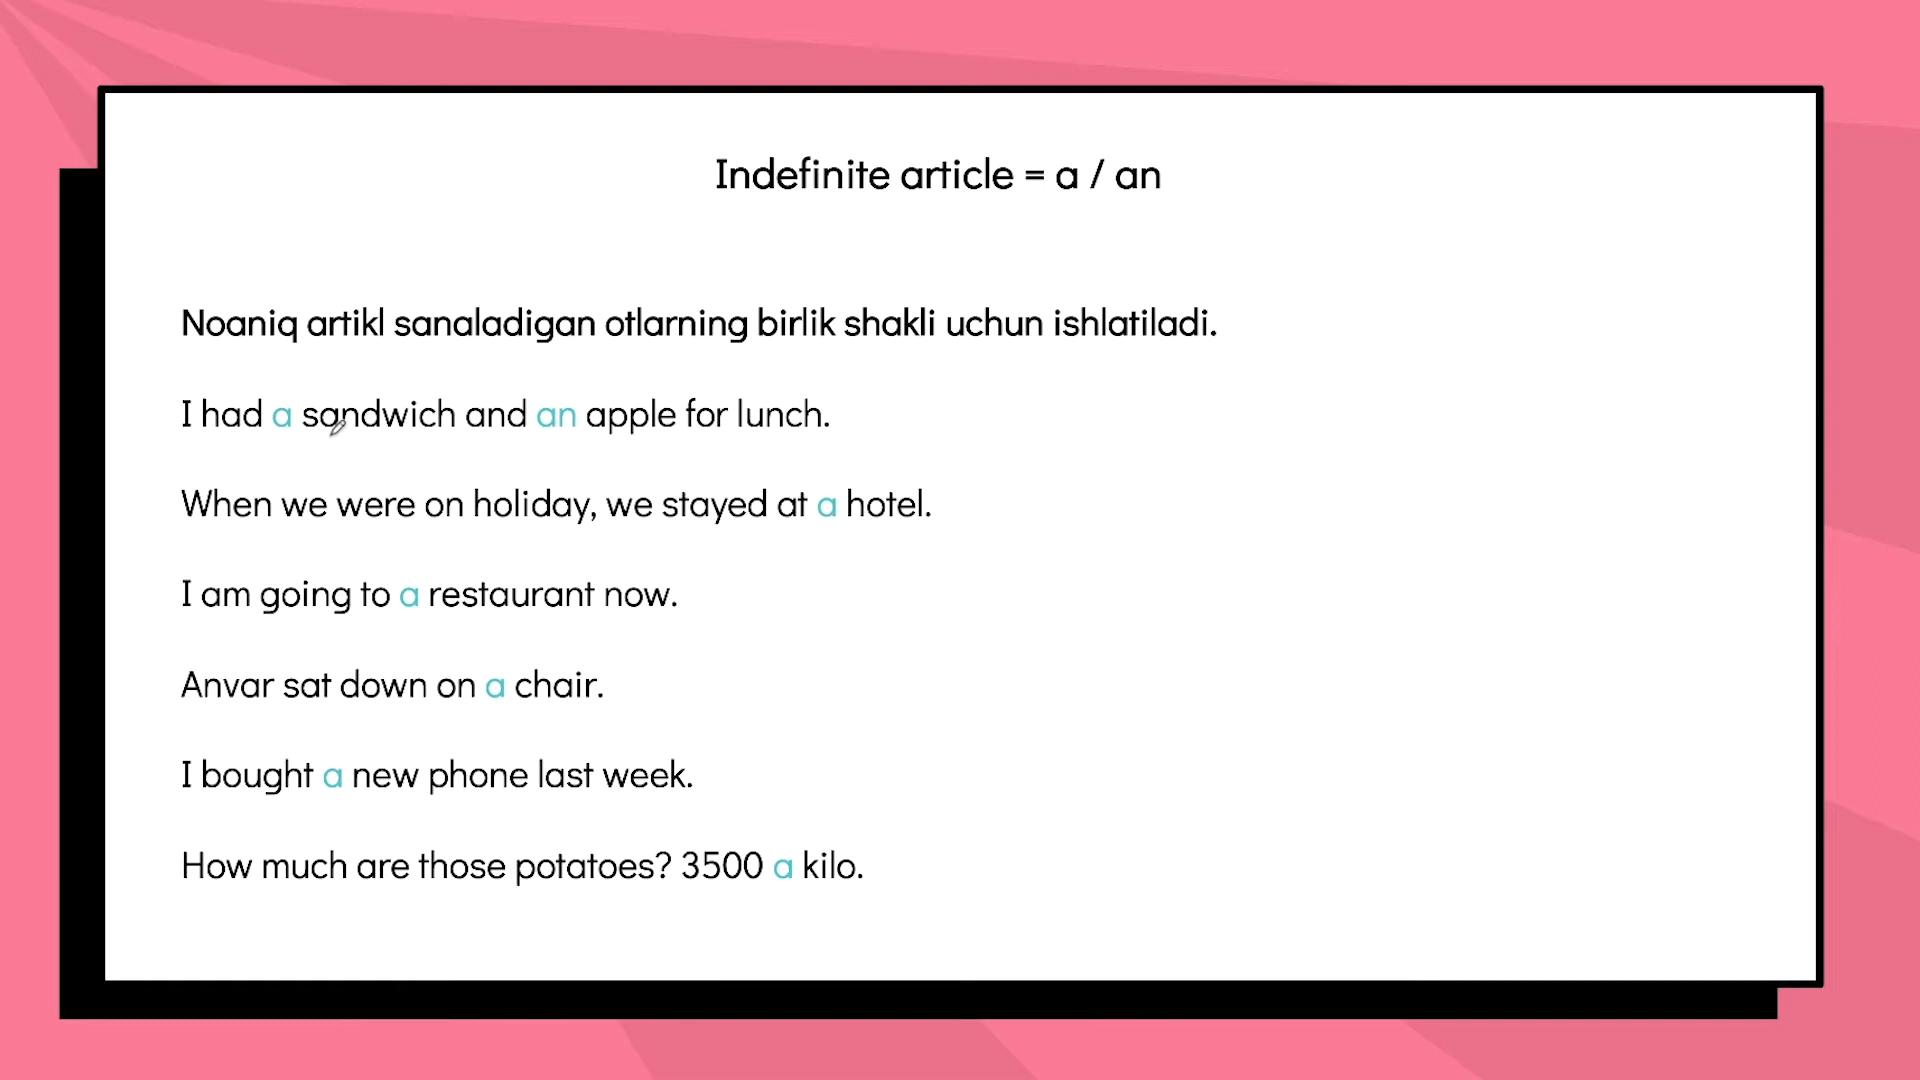 Indefinite article = a / an
Noaniq artikl sanaladigan otlarning birlik shakli uchun ishlatiladi.
I had a sandwich and an apple for lunch.
When we were on holiday, we stayed at a hotel.
I am going to a restaurant now.
Anvar sat down on a chair.
I bought a new phone last week.
How much are those potatoes? 3500 a kilo.